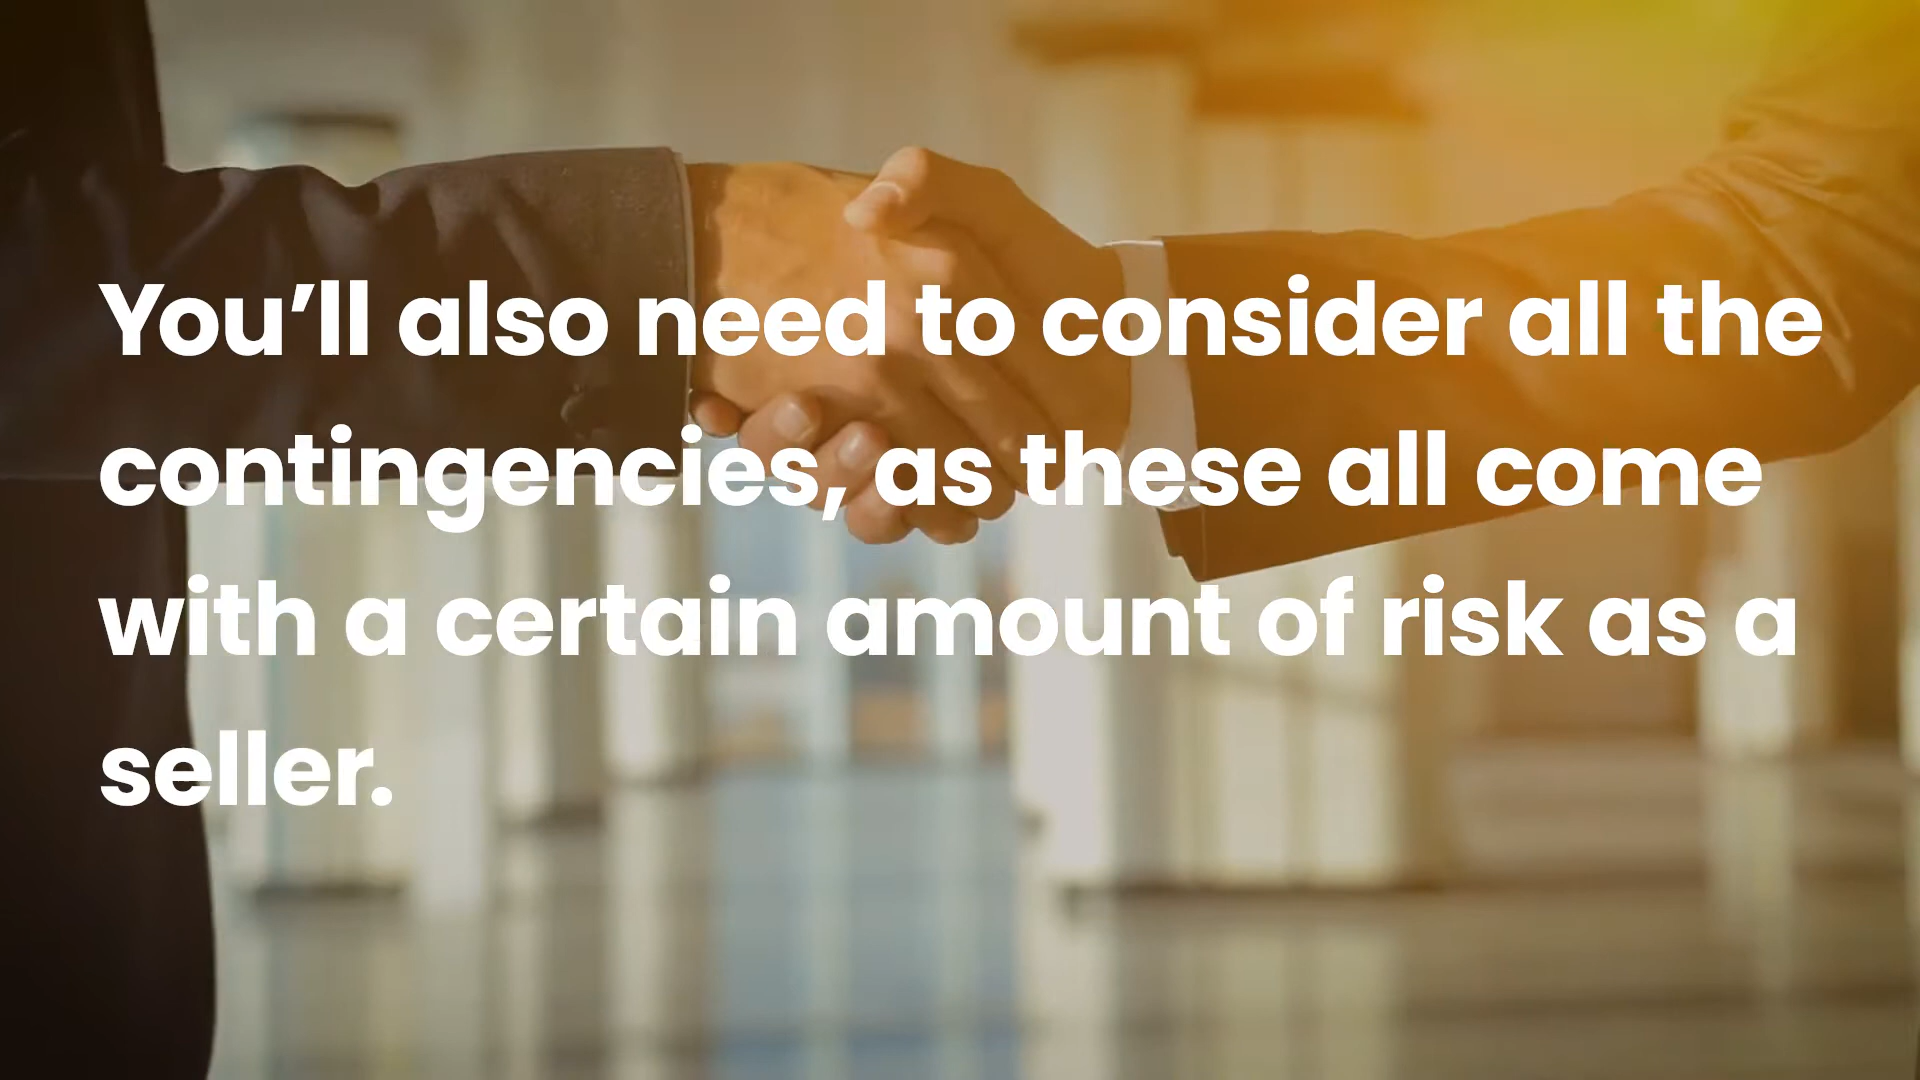 You’ll also need to consider all the
contingencies, as these all come
with a certain amount of risk as a
seller.